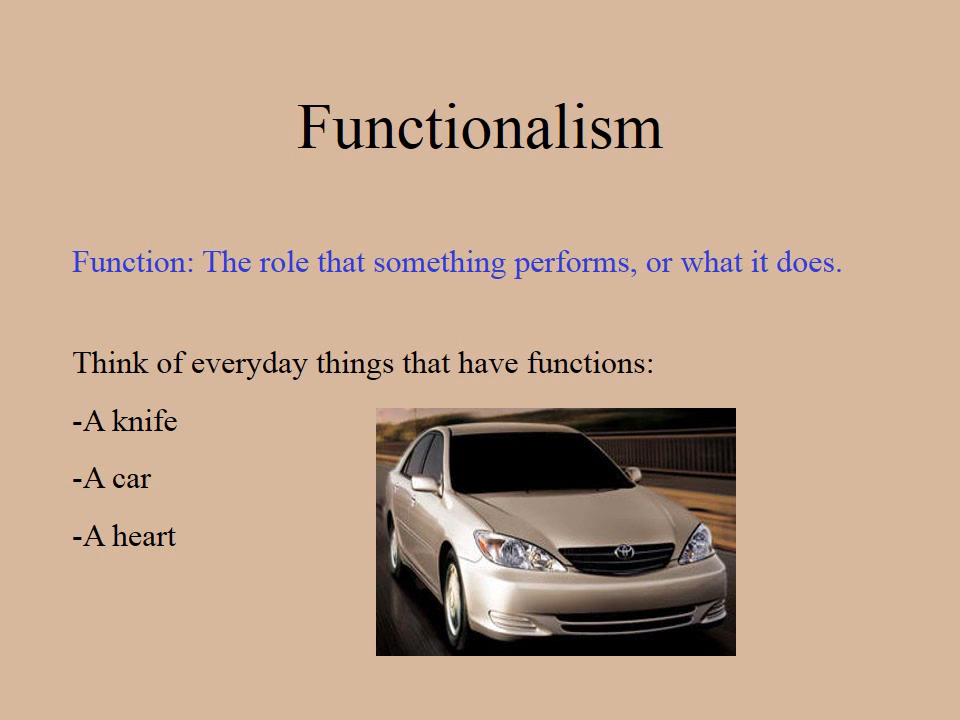 Functionalism
Function: The role that something performs, or what it does.
Think of everyday things that have functions:
-A knife
-A car
-A heart